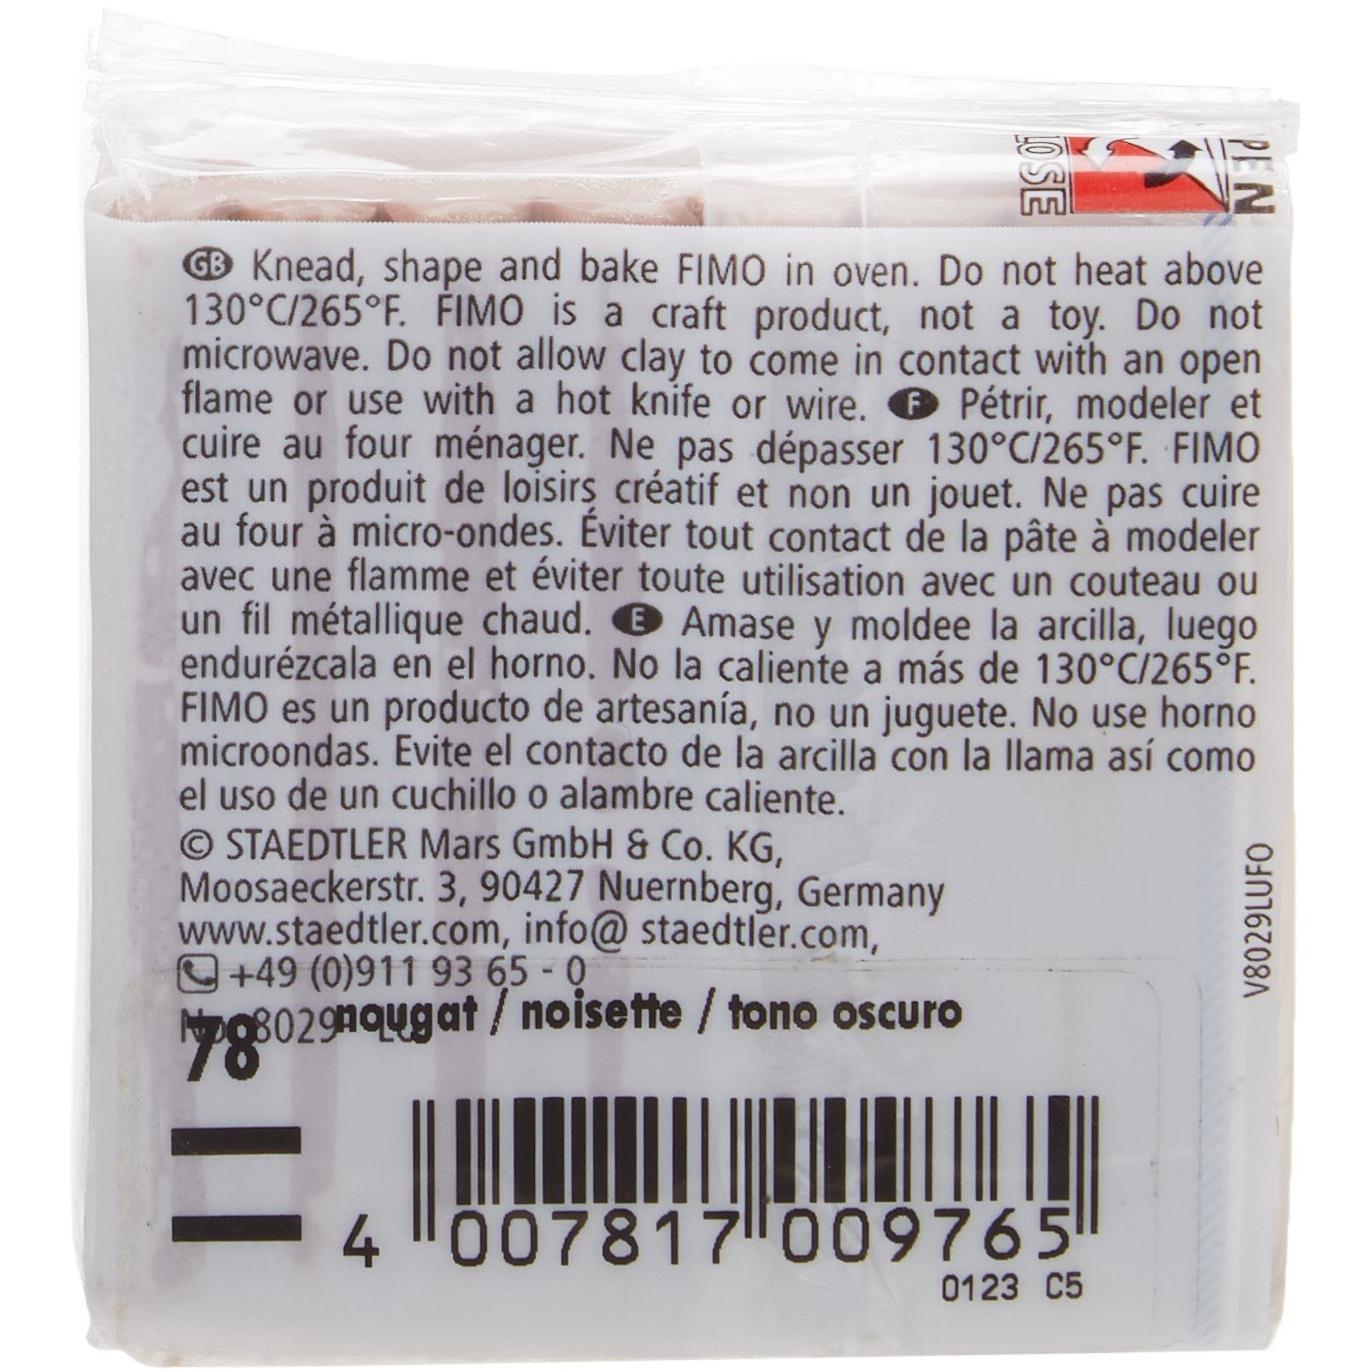 PEN
LOSE
GB Knead, shape and bake FIMO in oven. Do not heat above
130°C/265°F. FIMO is a craft product, not a toy. Do not
microwave. Do not allow clay to come in contact with an open
flame or use with a hot knife or wire. F Pétrir, modeler et
cuire au four ménager. Ne pas dépasser 130°C/265°F. FIMO
est un produit de loisirs créatif et non un jouet. Ne pas cuire
au four à micro-ondes. Éviter tout contact de la pâte à modeler
avec une flamme et éviter toute utilisation avec un couteau ou
un fil métallique chaud. E Amase y moldee la arcilla, luego
endurézcala en el horno. No la caliente a más de 130°C/265°F.
FIMO es un producto de artesanía, no un juguete. No use horno
microondas. Evite el contacto de la arcilla con la llama así como
el uso de un cuchillo o alambre caliente.
© STAEDTLER Mars GmbH & Co. KG,
Moosaeckerstr. 3, 90427 Nuernberg, Germany
www.staedtler.com, info@ staedtler.com,
+49 (0)911 93 65 - 0
nougat / noisette / tono oscuro
8029
78
4 007817 009765
0123 C5
V8029LUFO